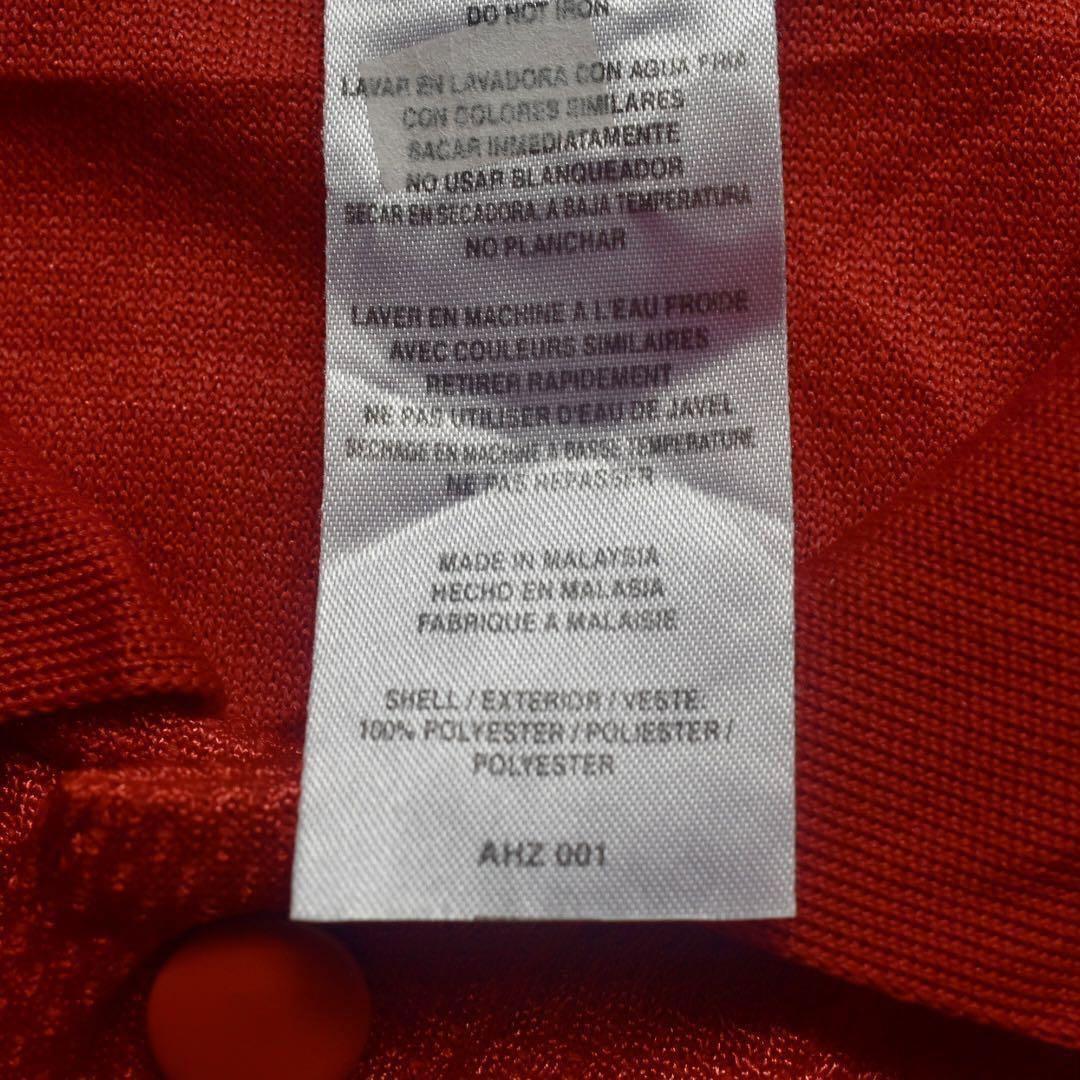 DO NOT IRON
LAVAR EN LAVADORA CON AGUA FRIA
CON COLORES SIMILARES
SACAR INMEDIATAMENTE
NO USAR BLANQUEADOR
SECAR EN SECADORA, A BAJA TEMPERATURA
NO PLANCHAR
LAVER EN MACHINE A L'EAU FROIDE
AVEC COULEURS SIMILAIRES
RETIRER RAPIDEMENT
NE PAS UTILISER D'EAU DE JAVEL
SECHAGE EN MACHINE A BASSE TEMPERATURE
NE PAS REPASSER
MADE IN MALAYSIA
HECHO EN MALASIA
FABRIQUE A MALAISIE
SHELL / EXTERIOR / VESTE
100% POLYESTER / POLIESTER /
POLYESTER
AHZ 001